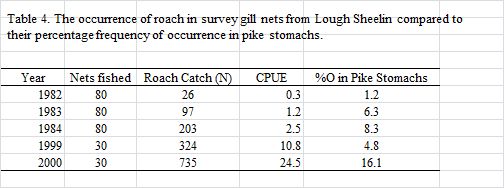 Table 4. The occurrence of roach in survey gill nets from Lough Sheelin compared to
their percentage frequency of occurrence in pike stomachs.
Year Nets fished Roach Catch (N) CPUE %O in Pike Stomachs
1982 80 26 0.3 1.2
1983 80 97 1.2 6.3
1984 80 203 2.5 8.3
1999 30 324 10.8 4.8
2000 30 735 24.5 16.1